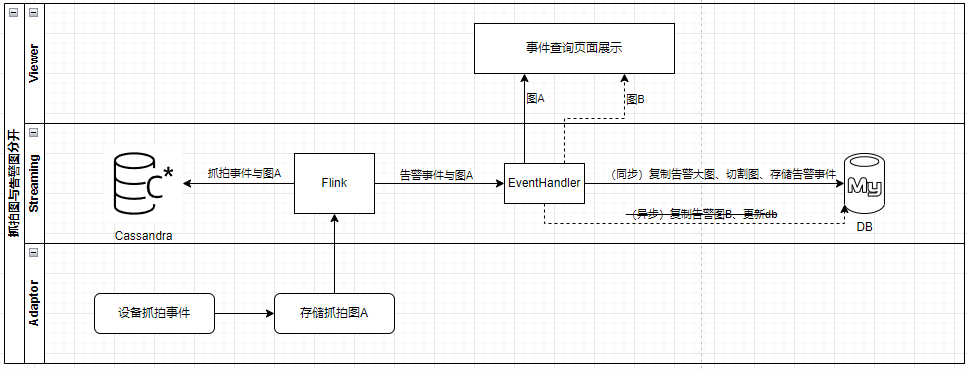 抓拍图与告警图分开
Viewer
事件查询页面展示
图A
图B
Streaming
C*
Cassandra
抓拍事件与图A
Flink
告警事件与图A
EventHandler
（同步）复制告警大图、切割图、存储告警事件
（异步）复制告警图B、更新db
My
DB
Adaptor
设备抓拍事件
存储抓拍图A